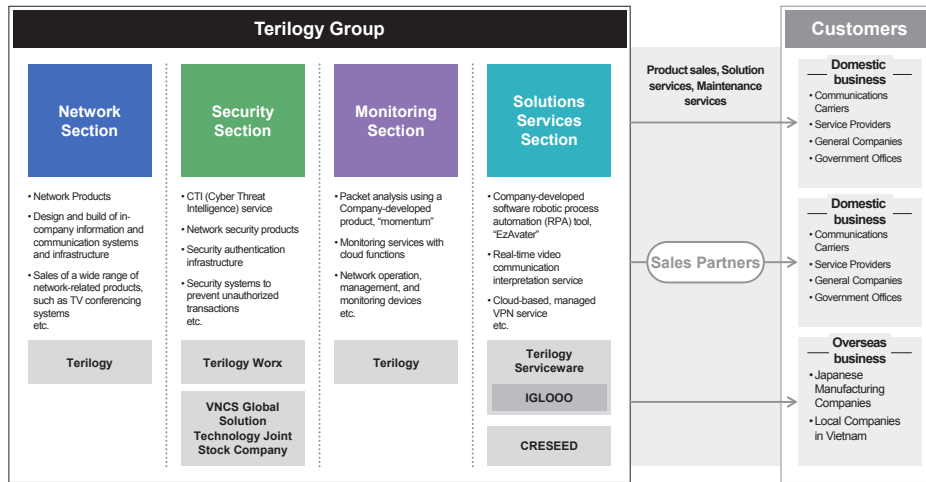 Terilogy Group
Network
Section
• Network Products
• Design and build of in-
company information and
communication systems
and infrastructure
• Sales of a wide range of
network-related products,
such as TV conferencing
systems
etc.
Terilogy
Security
Section
• CTI (Cyber Threat
Intelligence) service
• Network security products
• Security authentication
infrastructure
• Security systems to
prevent unauthorized
transactions
etc.
Terilogy Worx
VNCS Global
Solution
Technology Joint
Stock Company
Monitoring
Section
• Packet analysis using a
Company-developed
product, “momentum”
• Monitoring services with
cloud functions
• Network operation,
management, and
monitoring devices
etc.
Terilogy
Solutions
Services
Section
• Company-developed
software robotic process
automation (RPA) tool,
“EzAvater”
• Real-time video
communication
interpretation service
• Cloud-based, managed
VPN service
etc.
Terilogy
Serviceware
IGLOOO
CRESEED
Product sales, Solution
services, Maintenance
services
Sales Partners
Customers
Domestic
business
• Communications
Carriers
• Service Providers
• General Companies
• Government Offices
Domestic
business
• Communications
Carriers
• Service Providers
• General Companies
• Government Offices
Overseas
business
• Japanese
Manufacturing
Companies
• Local Companies
in Vietnam